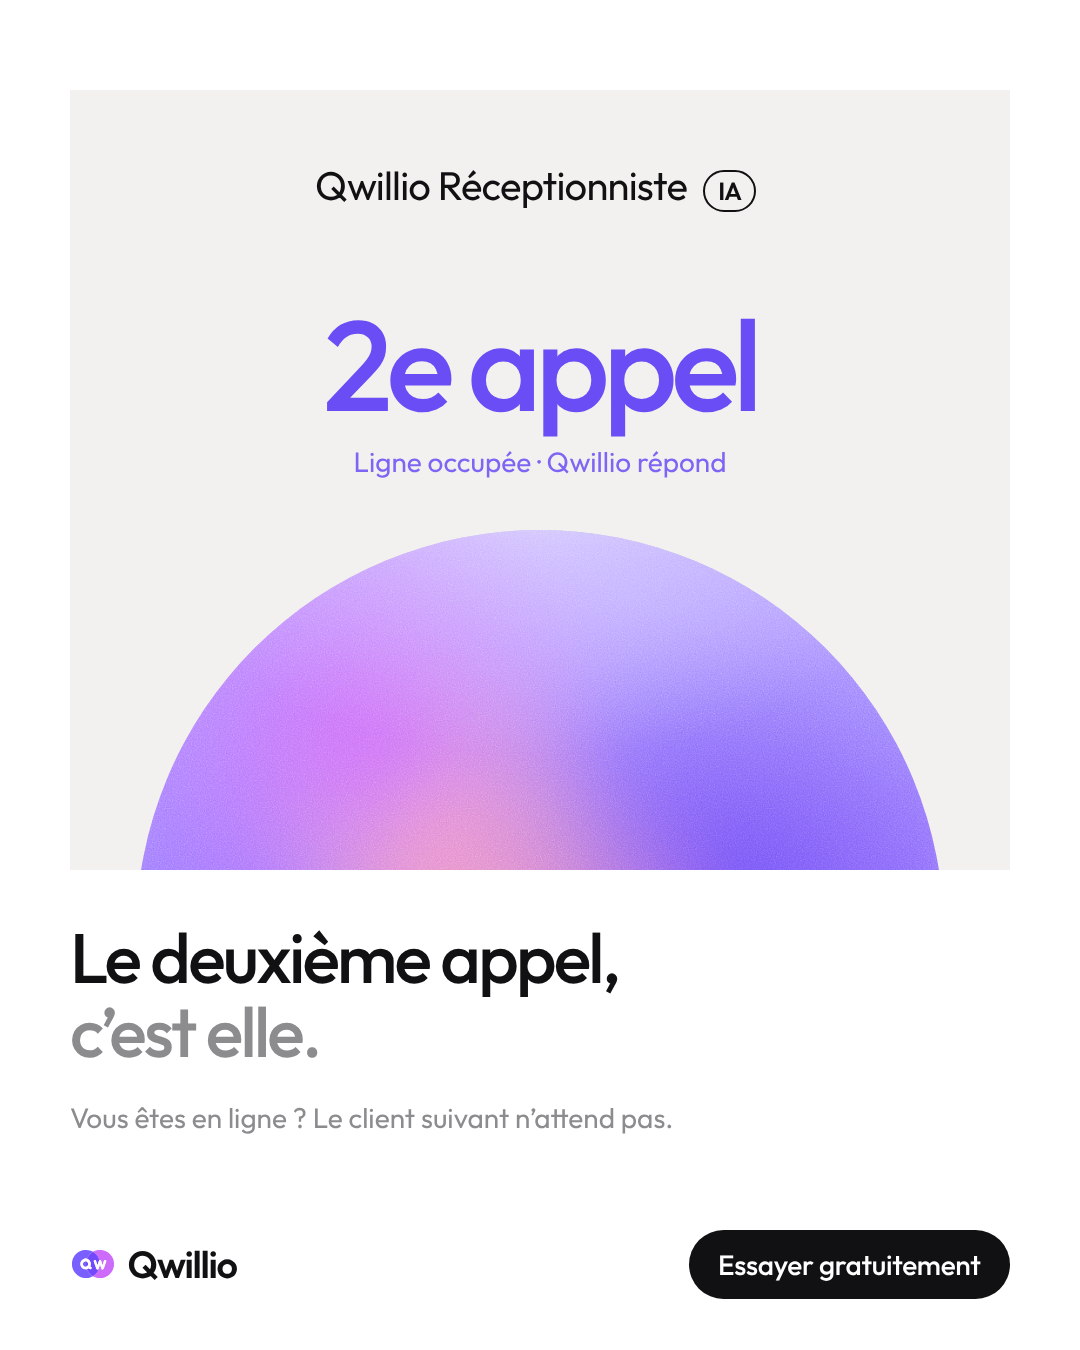 Qwillio Réceptionniste IA
2e appel
Ligne occupée · Qwillio répond
Le deuxième appel,
c’est elle.
Vous êtes en ligne ? Le client suivant n’attend pas.
QW Qwillio
Essayer gratuitement